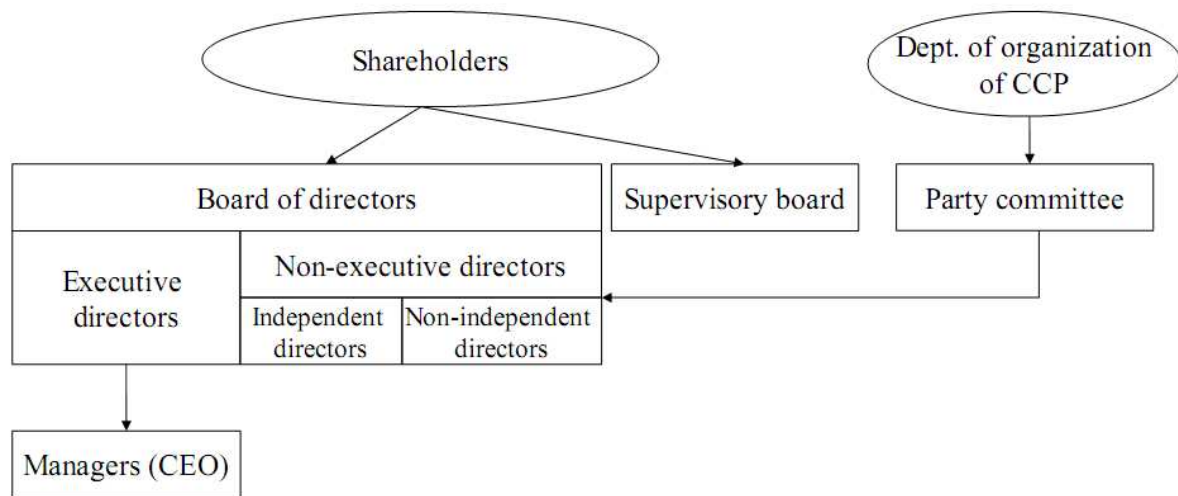 Shareholders
Dept. of organization
of CCP
Board of directors
Supervisory board
Party committee
Executive
directors
Non-executive directors
Independent
directors
Non-independent
directors
Managers (CEO)